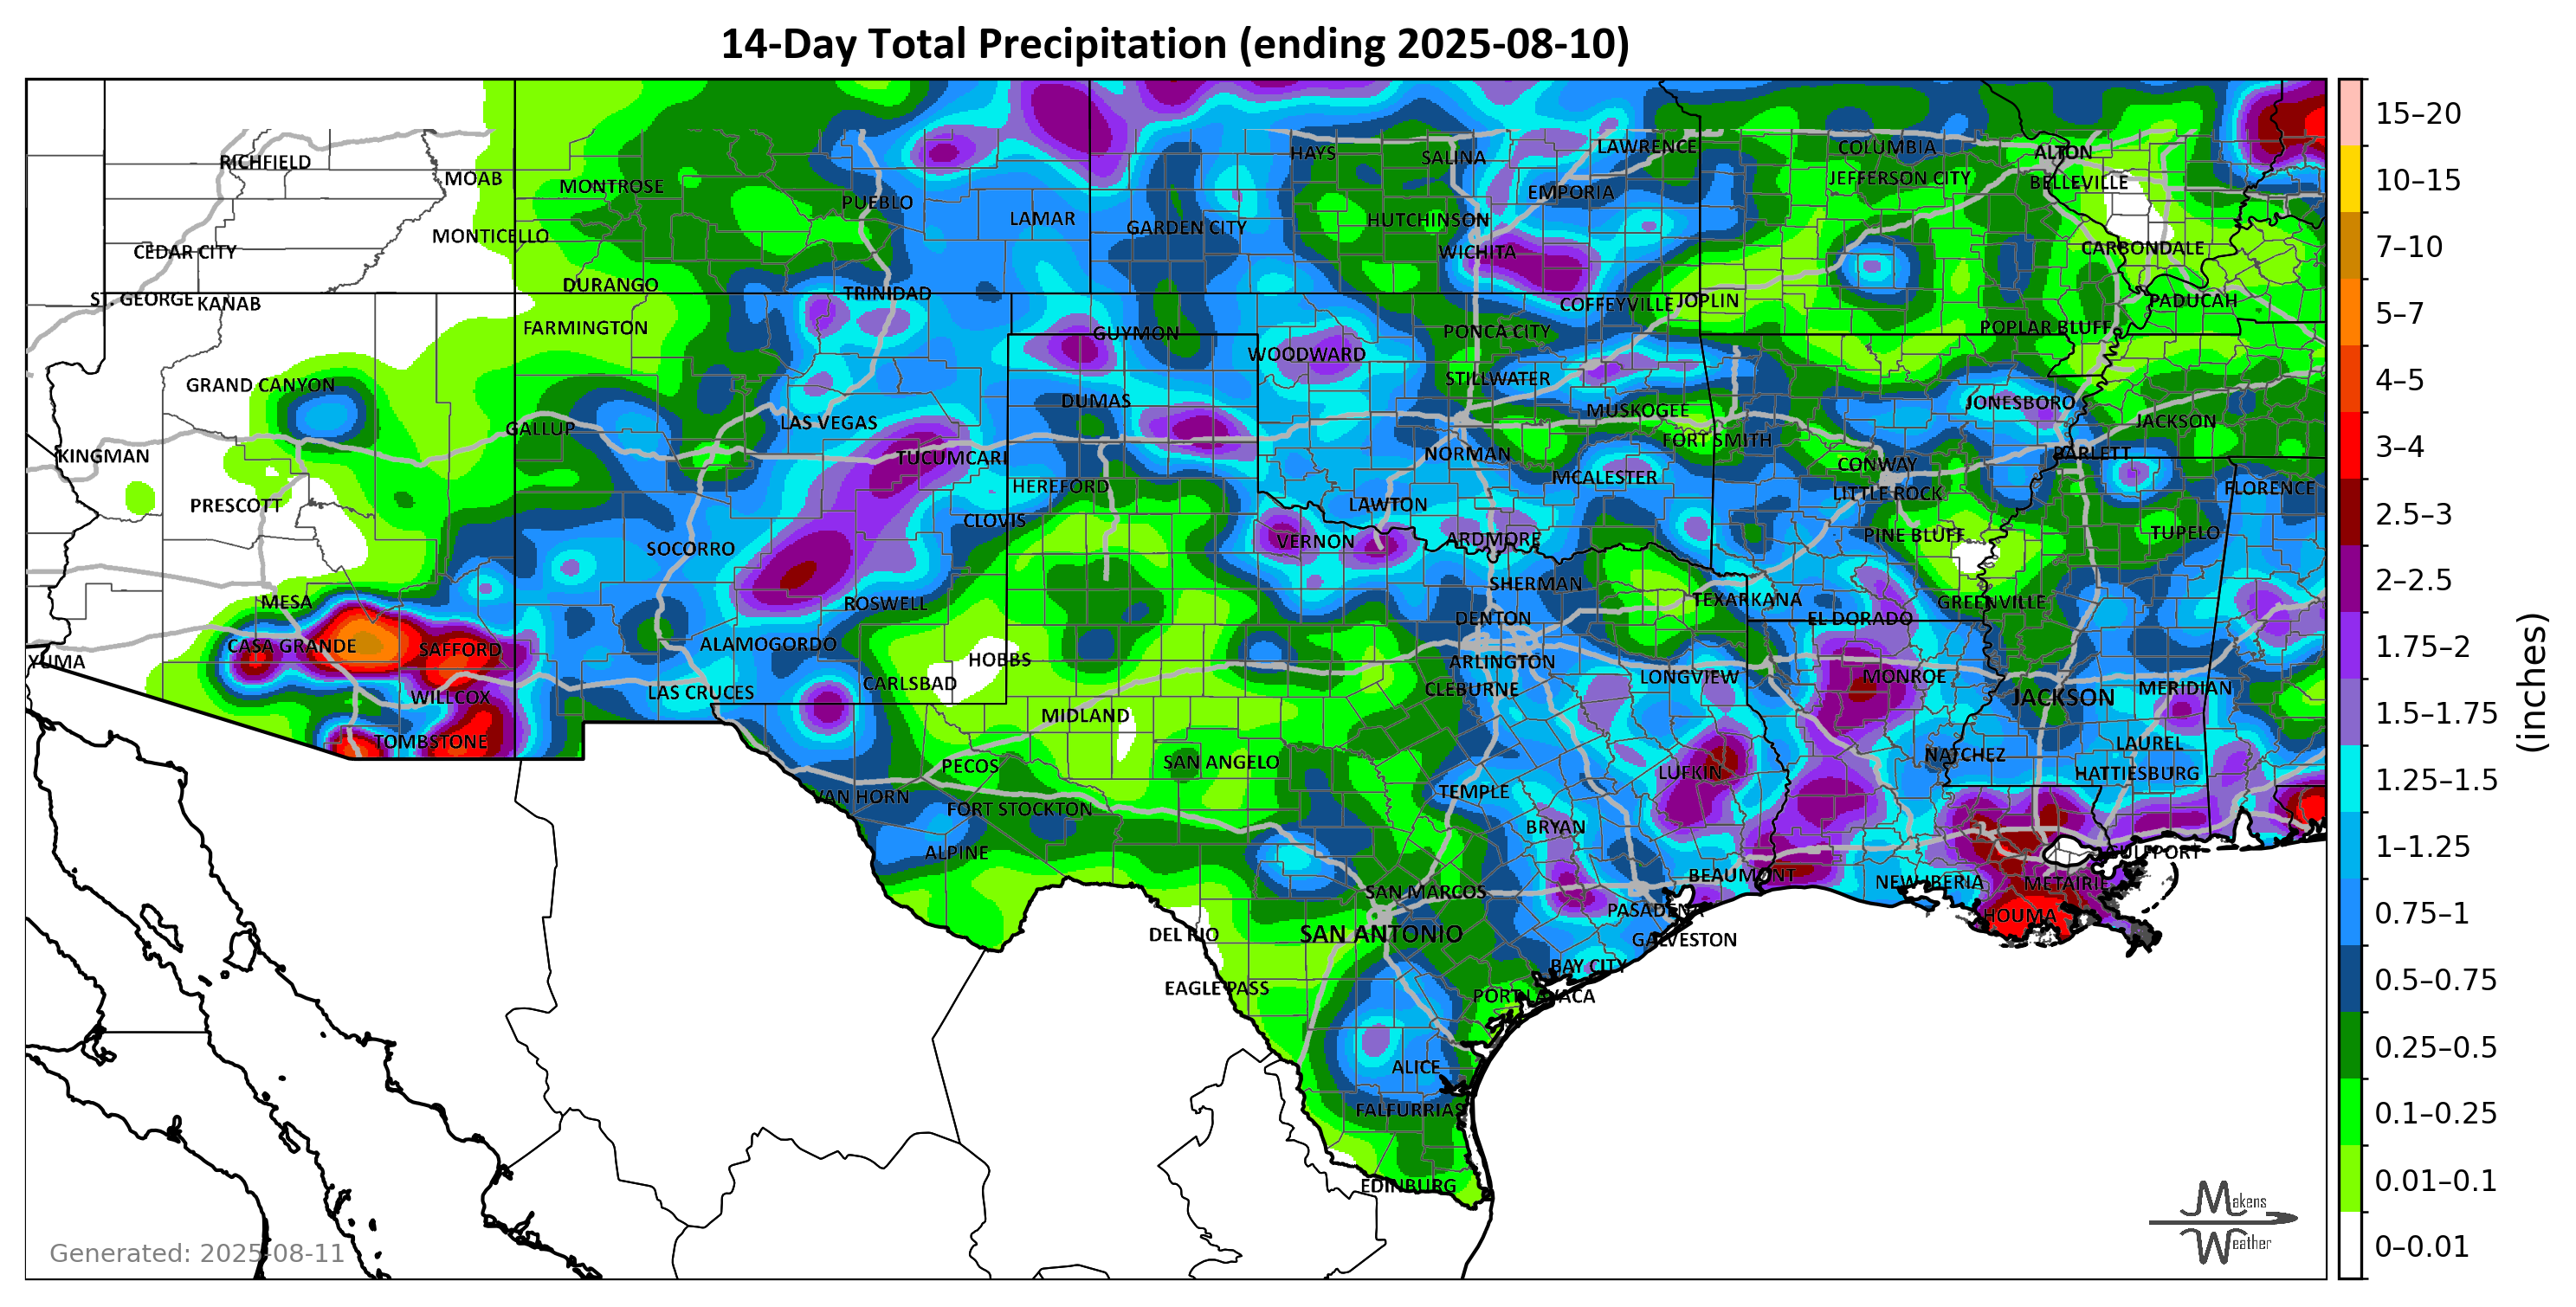 14-Day Total Precipitation (ending 2025-08-10)
RICHFIELD
MOAB
MONTROSE
PUEBLO
LAMAR
GARDEN CITY
HAYS
SALINA
LAWRENCE
EMPORIA
HUTCHINSON
WICHITA
COLUMBIA
JEFFERSON CITY
ALTON
BELLEVILLE
CARBONDALE
CEDAR CITY
MONTICELLO
DURANGO
TRINIDAD
ST. GEORGE
KANAB
FARMINGTON
GUYMON
WOODWARD
PONCA CITY
COFFEYVILLE
JOPLIN
POPLAR BLUFF
PADUCAH
GRAND CANYON
DUMAS
STILLWATER
MUSKOGEE
JONESBORO
JACKSON
KINGMAN
GALLUP
LAS VEGAS
TUCUMCARI
NORMAN
FORT SMITH
CONWAY
BARLETT
PRESCOTT
HEREFORD
CLOVIS
LAWTON
MCALESTER
LITTLE ROCK
FLORENCE
SOCORRO
VERNON
ARDMORE
PINE BLUFF
TUPELO
MESA
ROSWELL
SHERMAN
TEXARKANA
GREENVILLE
CASA GRANDE
SAFFORD
ALAMOGORDO
DENTON
EL DORADO
YUMA
HOBBS
ARLINGTON
WILLCOX
LAS CRUCES
CARLSBAD
CLEBURNE
LONGVIEW
MONROE
JACKSON
MERIDIAN
TOMBSTONE
MIDLAND
PECOS
SAN ANGELO
LUFKIN
NATCHEZ
LAUREL
HATTIESBURG
VAN HORN
FORT STOCKTON
TEMPLE
BRYAN
ALPINE
SAN MARCOS
BEAUMONT
NEW IBERIA
METAIRIE
GULFPORT
DEL RIO
SAN ANTONIO
PASADENA
HOUMA
GALVESTON
EAGLE PASS
BAY CITY
PORT LAVACA
ALICE
FALFURRIAS
EDINBURG
15–20
10–15
7–10
5–7
4–5
3–4
2.5–3
2–2.5
1.75–2
1.5–1.75
1.25–1.5
1–1.25
0.75–1
0.5–0.75
0.25–0.5
0.1–0.25
0.01–0.1
0–0.01
(inches)
Generated: 2025-08-11
Makens
Weather